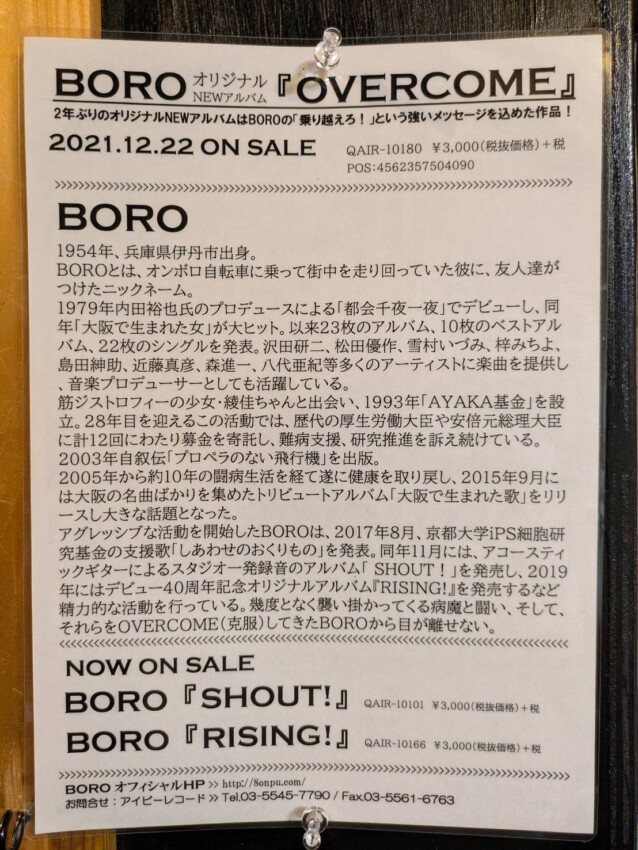 BORO オリジナル NEWアルバム 『OVERCOME』
2年ぶりのオリジナルNEWアルバムはBOROの「乗り越えろ！」という強いメッセージを込めた作品！
2021.12.22 ON SALE QAIR-10180 ￥3,000(税抜価格)＋税
POS:4562357504090
BORO
1954年、兵庫県伊丹市出身。
BOROとは、オンボロ自転車に乗って街中を走り回っていた彼に、友人達が
つけたニックネーム。
1979年内田裕也氏のプロデュースによる「都会千夜一夜」でデビューし、同
年「大阪で生まれた女」が大ヒット。以来23枚のアルバム、10枚のベストアル
バム、22枚のシングルを発表。沢田研二、松田優作、雪村いづみ、梓みちよ、
島田紳助、近藤真彦、森進一、八代亜紀等多くのアーティストに楽曲を提供し
、音楽プロデューサーとしても活躍している。
筋ジストロフィーの少女・綾佳ちゃんと出会い、1993年「AYAKA基金」を設
立。28年目を迎えるこの活動では、歴代の厚生労働大臣や安倍元総理大臣
に計12回にわたり募金を寄託し、難病支援、研究推進を訴え続けている。
2003年自叙伝「プロペラのない飛行機」を出版。
2005年から約10年の闘病生活を経て遂に健康を取り戻し、2015年9月に
は大阪の名曲ばかりを集めたトリビュートアルバム「大阪で生まれた歌」をリリ
ースし大きな話題となった。
アグレッシブな活動を開始したBOROは、2017年8月、京都大学iPS細胞研
究基金の支援歌「しあわせのおくりもの」を発表。同年11月には、アコースティ
ックギターによるスタジオ一発録音のアルバム「 SHOUT！」を発売し、2019
年にはデビュー40周年記念オリジナルアルバム『RISING!』を発売するなど
精力的な活動を行っている。幾度となく襲い掛かってくる病魔と闘い、そして、
それらをOVERCOME(克服)してきたBOROから目が離せない。
NOW ON SALE
BORO 『SHOUT!』 QAIR-10101 ￥3,000(税抜価格)＋税
BORO 『RISING!』 QAIR-10166 ￥3,000(税抜価格)＋税
BORO オフィシャルHP >> http://8onpu.com/
お問合せ：アイビーレコード >> Tel.03-5545-7790 / Fax.03-5561-6763